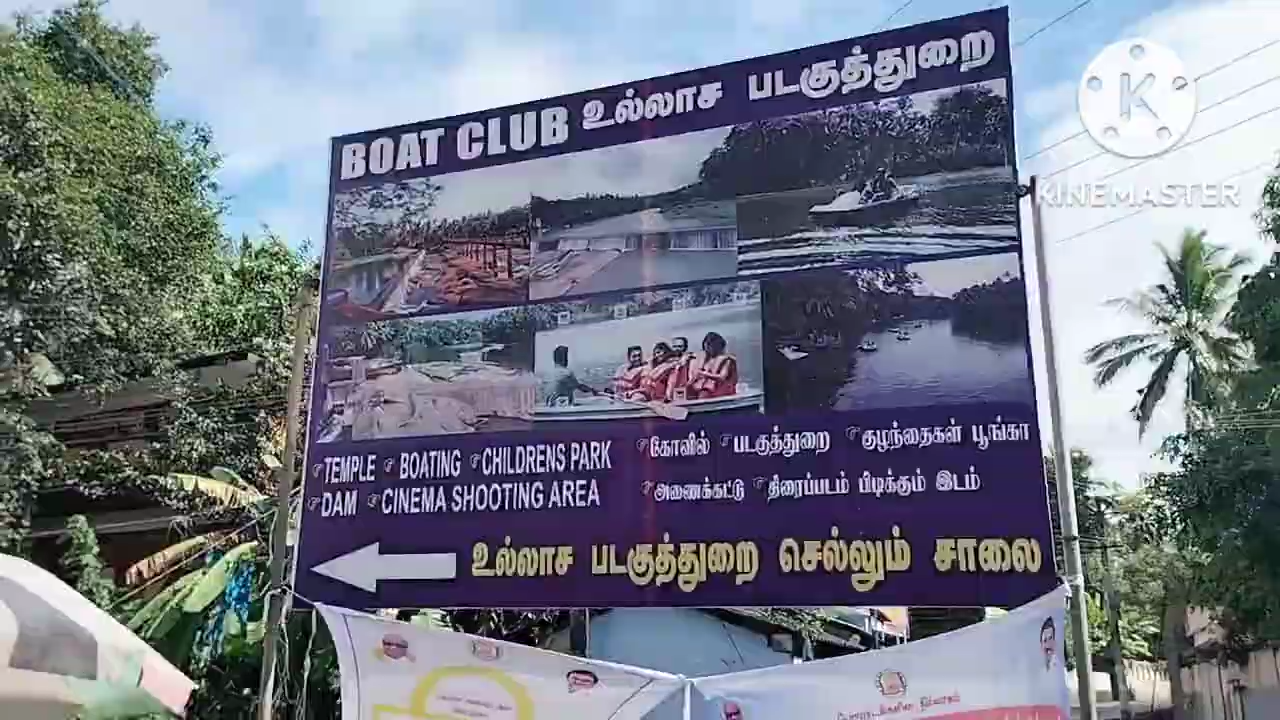 BOAT CLUB உல்லாச படகுத்துறை
K
KINEMASTER
TEMPLE BOATING CHILDRENS PARK
DAM CINEMA SHOOTING AREA
கோவில் படகுத்துறை குழந்தைகள் பூங்கா
அணைக்கட்டு திரைப்படம் பிடிக்கும் இடம்
உல்லாச படகுத்துறை செல்லும் சாலை